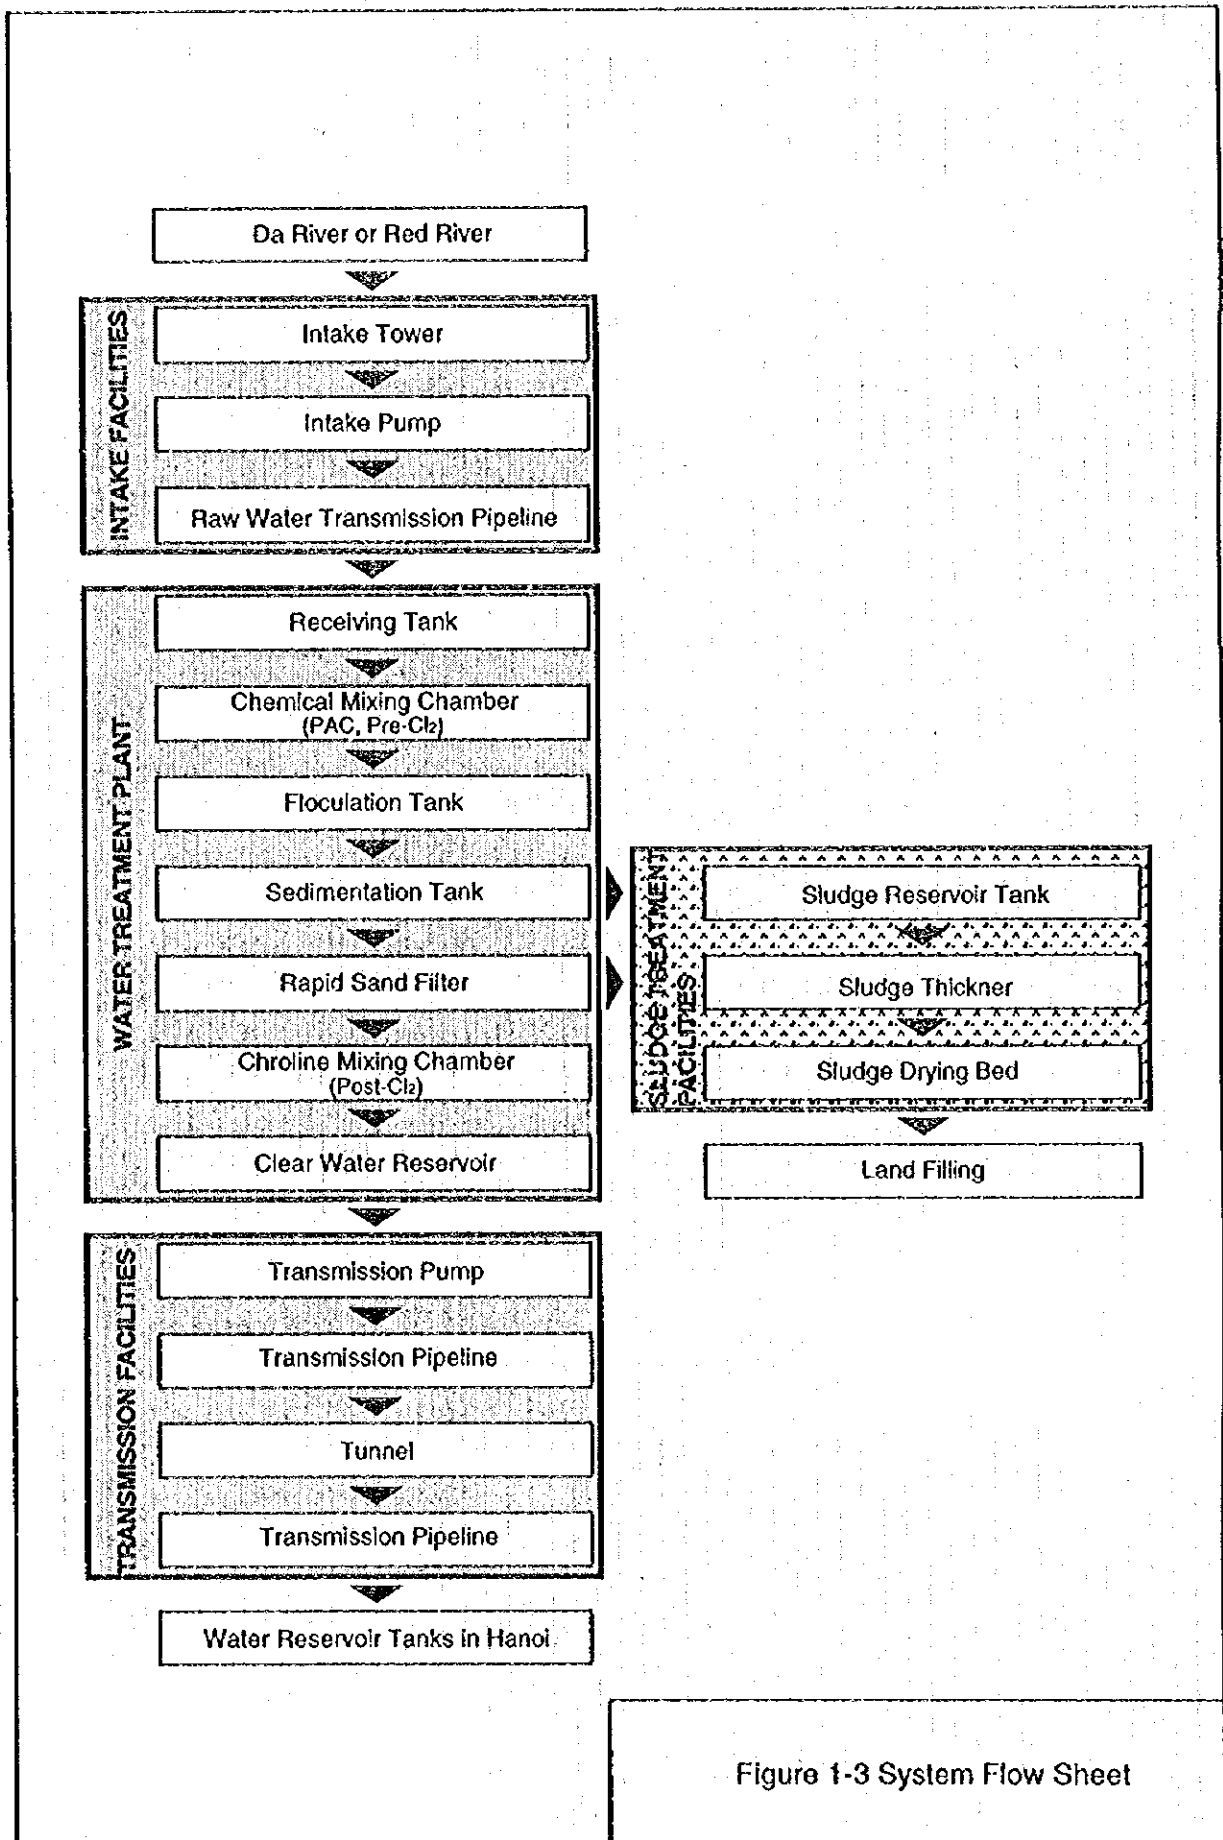 Da River or Red River
INTAKE FACILITIES
Intake Tower
Intake Pump
Raw Water Transmission Pipeline
WATER TREATMENT PLANT
Receiving Tank
Chemical Mixing Chamber
(PAC, Pre-Cl₂)
Floculation Tank
Sedimentation Tank
Rapid Sand Filter
Chroline Mixing Chamber
(Post-Cl₂)
Clear Water Reservoir
SLUDGE TREATMENT
FACILITIES
Sludge Reservoir Tank
Sludge Thickner
Sludge Drying Bed
Land Filling
TRANSMISSION FACILITIES
Transmission Pump
Transmission Pipeline
Tunnel
Transmission Pipeline
Water Reservoir Tanks in Hanoi
Figure 1-3 System Flow Sheet